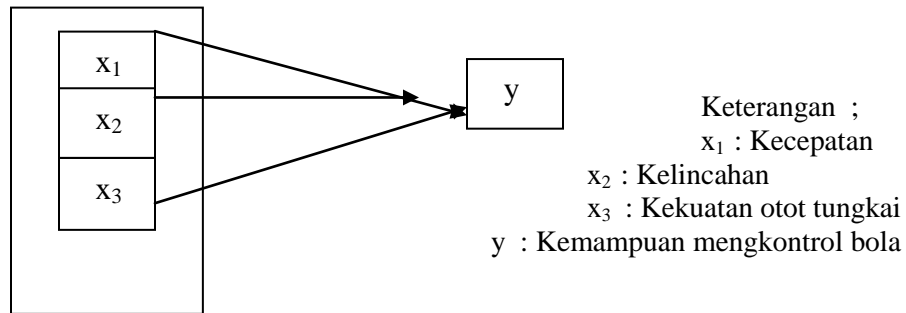 x₁
x₂
x₃
y
Keterangan ;
x₁ : Kecepatan
x₂ : Kelincahan
x₃ : Kekuatan otot tungkai
y : Kemampuan mengkontrol bola